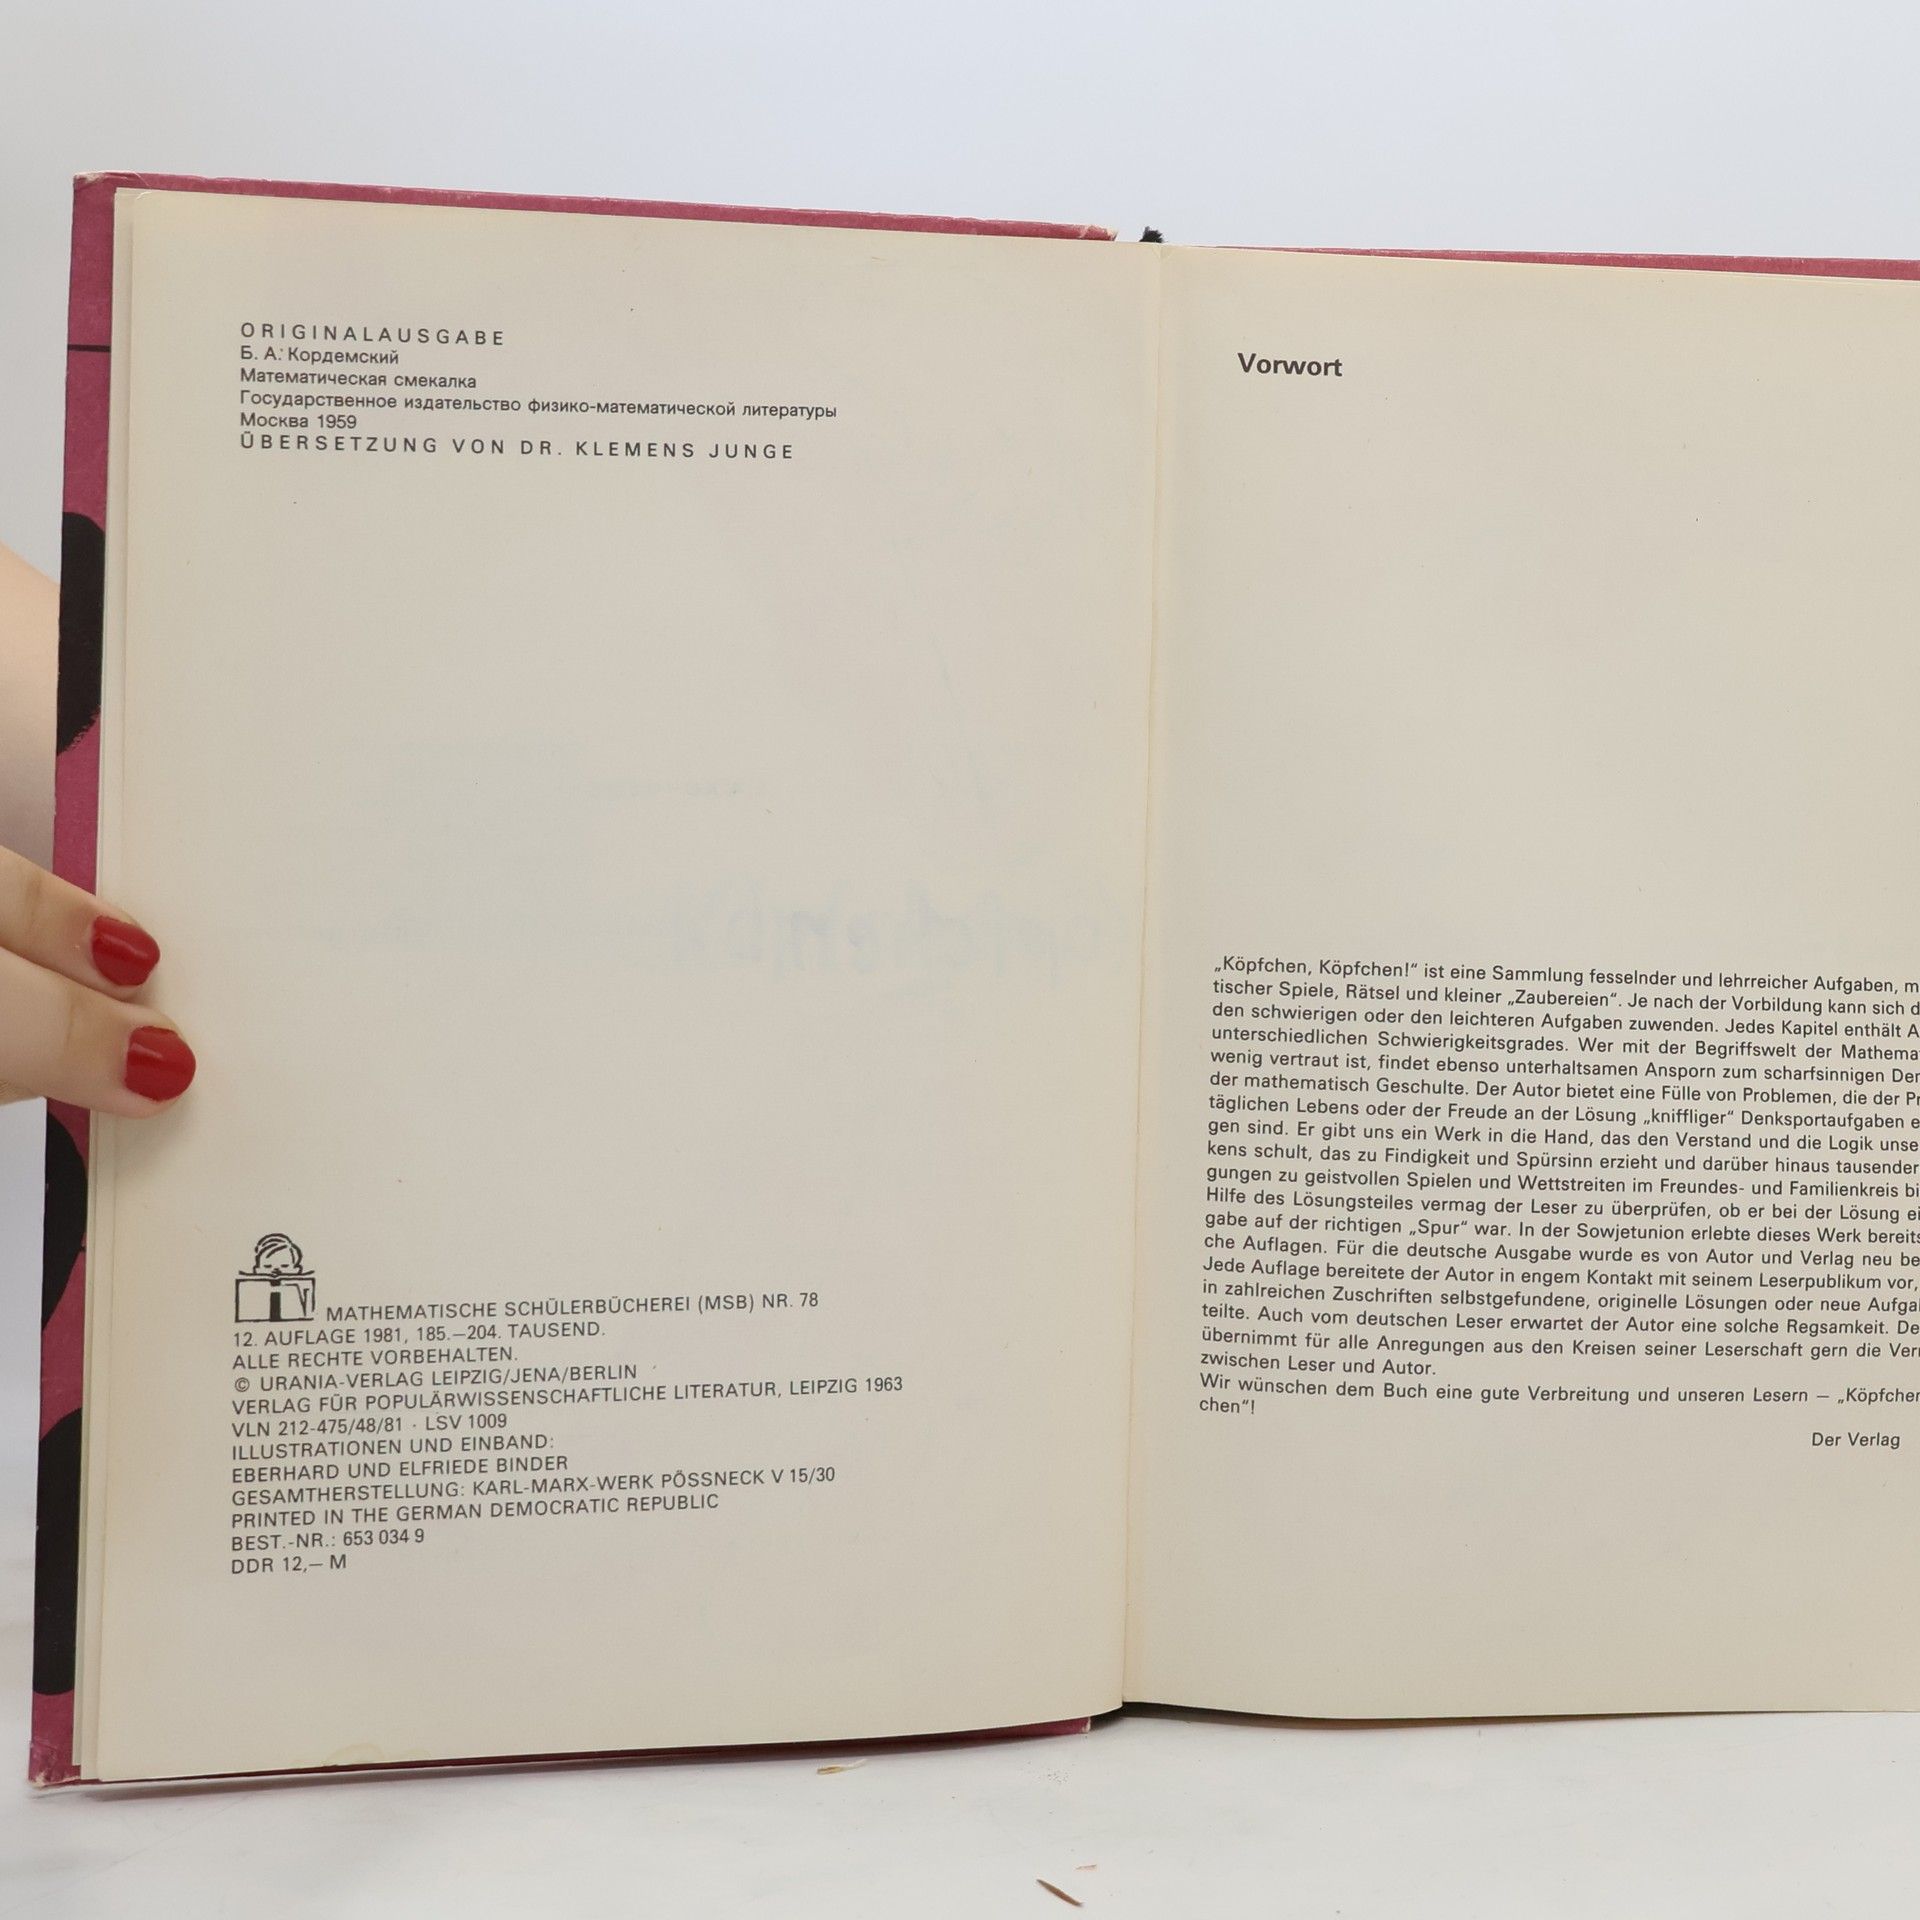 ORIGINALAUSGABE
Б. А. Кордемский
Математическая смекалка
Государственное издательство физико-математической литературы
Москва 1959
ÜBERSETZUNG VON DR. KLEMENS JUNGE
MATHEMATISCHE SCHÜLERBÜCHEREI (MSB) NR. 78
12. AUFLAGE 1981, 185.–204. TAUSEND.
ALLE RECHTE VORBEHALTEN.
© URANIA-VERLAG LEIPZIG/JENA/BERLIN
VERLAG FÜR POPULÄRWISSENSCHAFTLICHE LITERATUR, LEIPZIG 1963
VLN 212-475/48/81 · LSV 1009
ILLUSTRATIONEN UND EINBAND:
EBERHARD UND ELFRIEDE BINDER
GESAMTHERSTELLUNG: KARL-MARX-WERK PÖSSNECK V 15/30
PRINTED IN THE GERMAN DEMOCRATIC REPUBLIC
BEST.-NR.: 653 034 9
DDR 12,– M
Vorwort
„Köpfchen, Köpfchen!“ ist eine Sammlung fesselnder und lehrreicher Aufgaben, m
tischer Spiele, Rätsel und kleiner „Zaubereien“. Je nach der Vorbildung kann sich d
den schwierigen oder den leichteren Aufgaben zuwenden. Jedes Kapitel enthält A
unterschiedlichen Schwierigkeitsgrades. Wer mit der Begriffswelt der Mathema
wenig vertraut ist, findet ebenso unterhaltsamen Ansporn zum scharfsinnigen Den
der mathematisch Geschulte. Der Autor bietet eine Fülle von Problemen, die der Pr
täglichen Lebens oder der Freude an der Lösung „kniffliger“ Denksportaufgaben e
gen sind. Er gibt uns ein Werk in die Hand, das den Verstand und die Logik unse
kens schult, das zu Findigkeit und Spürsinn erzieht und darüber hinaus tausender
gungen zu geistvollen Spielen und Wettstreiten im Freundes- und Familienkreis bi
Hilfe des Lösungsteiles vermag der Leser zu überprüfen, ob er bei der Lösung ei
gabe auf der richtigen „Spur“ war. In der Sowjetunion erlebte dieses Werk bereits
che Auflagen. Für die deutsche Ausgabe wurde es von Autor und Verlag neu be
Jede Auflage bereitete der Autor in engem Kontakt mit seinem Leserpublikum vor,
in zahlreichen Zuschriften selbstgefundene, originelle Lösungen oder neue Aufga
teilte. Auch vom deutschen Leser erwartet der Autor eine solche Regsamkeit. De
übernimmt für alle Anregungen aus den Kreisen seiner Leserschaft gern die Ver
zwischen Leser und Autor.
Wir wünschen dem Buch eine gute Verbreitung und unseren Lesern – „Köpfchen
chen“!
Der Verlag